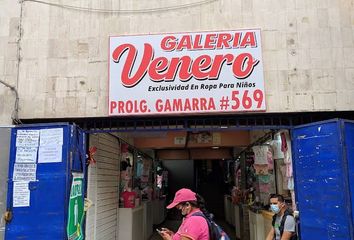 GALERIA
Venero
Exclusividad En Ropa Para Niños
PROLG. GAMARRA #569